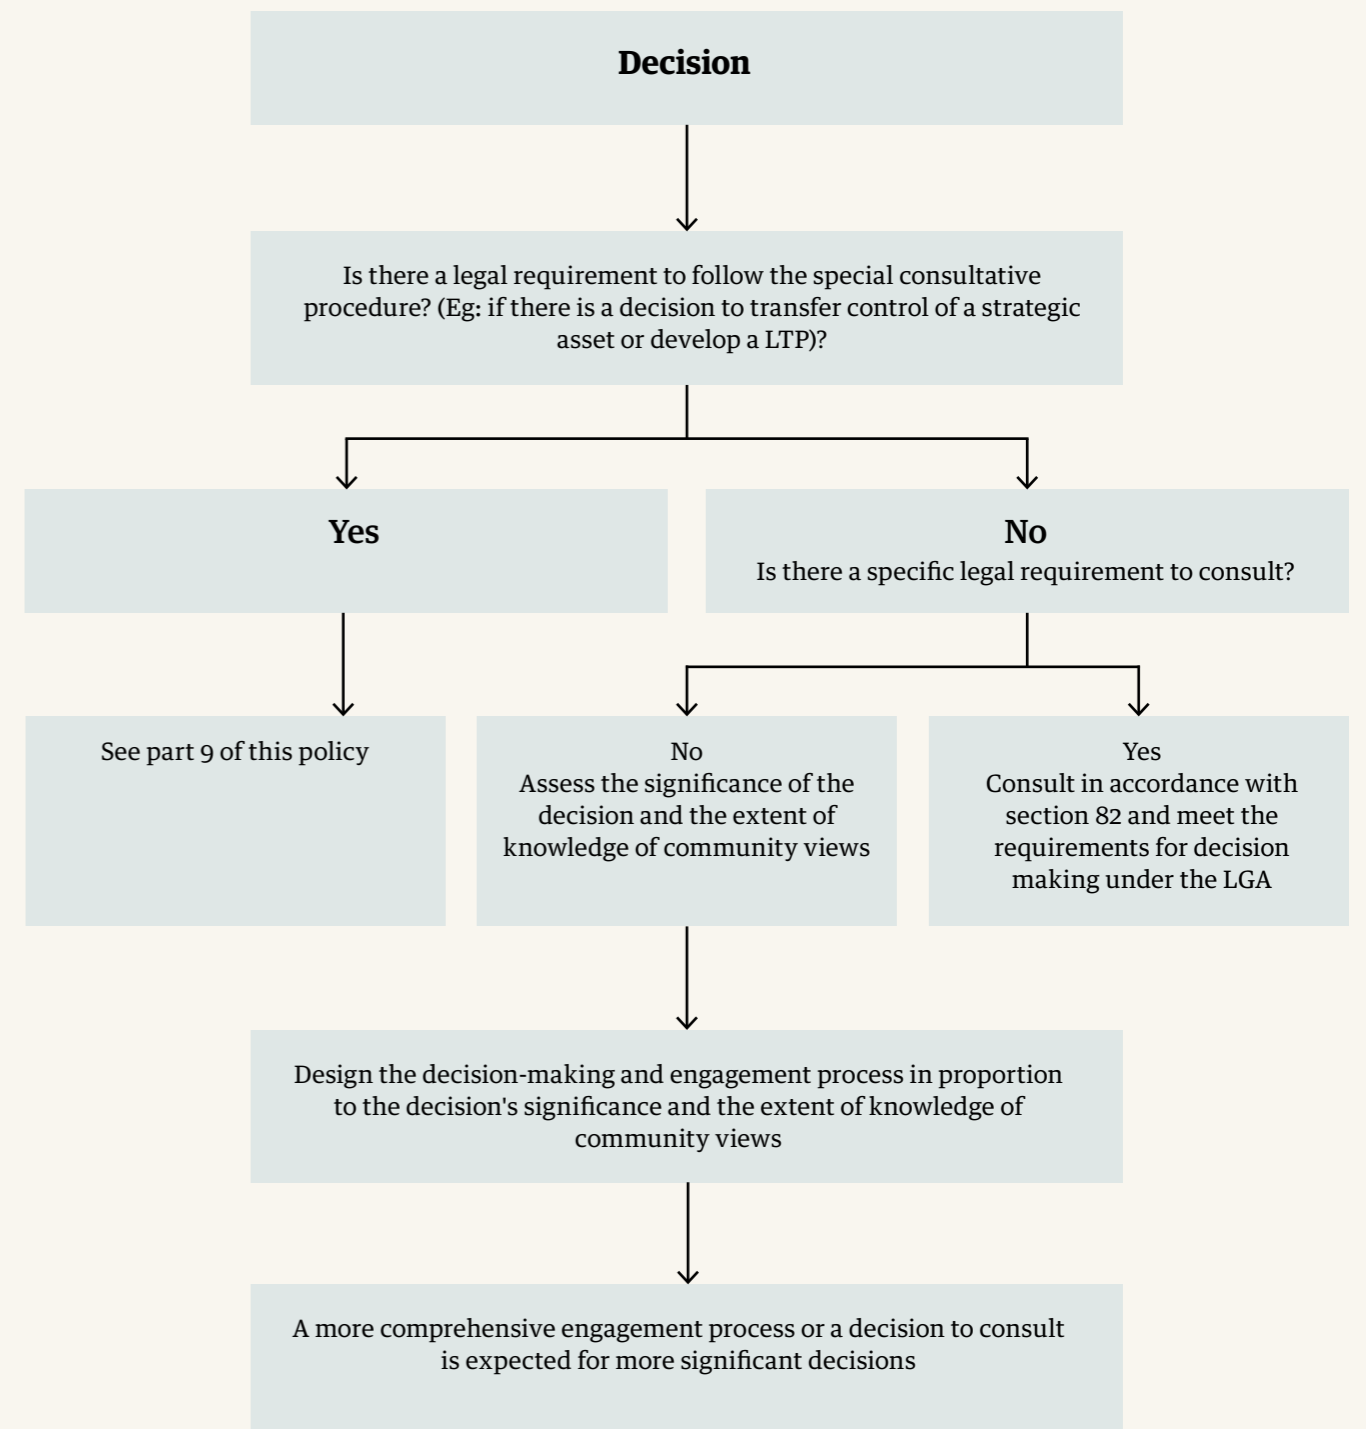 Decision
Is there a legal requirement to follow the special consultative
procedure? (Eg: if there is a decision to transfer control of a strategic
asset or develop a LTP)?
Yes
No
Is there a specific legal requirement to consult?
See part 9 of this policy
No
Assess the significance of the
decision and the extent of
knowledge of community views
Yes
Consult in accordance with
section 82 and meet the
requirements for decision
making under the LGA
Design the decision-making and engagement process in proportion
to the decision's significance and the extent of knowledge of
community views
A more comprehensive engagement process or a decision to consult
is expected for more significant decisions